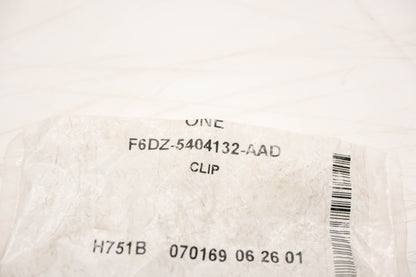 ONE
F6DZ-5404132-AAD
CLIP
H751B 070169 06 26 01